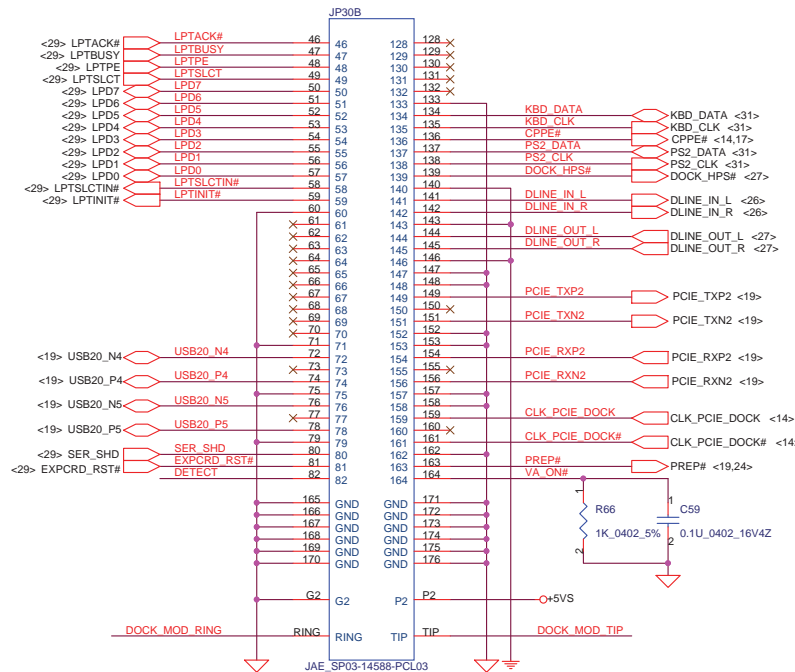 JP30B
<29> LPTACK# LPTACK# 46 46 128 128
<29> LPTBUSY LPTBUSY 47 47 129 129
<29> LPTPE LPTPE 48 48 130 130
<29> LPTSLCT LPTSLCT 49 49 131 131
<29> LPD7 LPD7 50 50 132 132
<29> LPD6 LPD6 51 51 133 133
<29> LPD5 LPD5 52 52 134 134 KBD_DATA KBD_DATA <31>
<29> LPD4 LPD4 53 53 135 135 KBD_CLK KBD_CLK <31>
<29> LPD3 LPD3 54 54 136 136 CPPE# CPPE# <14,17>
<29> LPD2 LPD2 55 55 137 137 PS2_DATA PS2_DATA <31>
<29> LPD1 LPD1 56 56 138 138 PS2_CLK PS2_CLK <31>
<29> LPD0 LPD0 57 57 139 139 DOCK_HPS# DOCK_HPS# <27>
<29> LPTSLCTIN# LPTSLCTIN# 58 58 140 140
<29> LPTINIT# LPTINIT# 59 59 141 141 DLINE_IN_L DLINE_IN_L <26>
60 60 142 142 DLINE_IN_R DLINE_IN_R <26>
61 61 143 143
62 62 144 144 DLINE_OUT_L DLINE_OUT_L <27>
63 63 145 145 DLINE_OUT_R DLINE_OUT_R <27>
64 64 146 146
65 65 147 147
66 66 148 148
67 67 149 149 PCIE_TXP2 PCIE_TXP2 <19>
68 68 150 150
69 69 151 151 PCIE_TXN2 PCIE_TXN2 <19>
70 70 152 152
71 71 153 153
<19> USB20_N4 USB20_N4 72 72 154 154 PCIE_RXP2 PCIE_RXP2 <19>
73 73 155 155
<19> USB20_P4 USB20_P4 74 74 156 156 PCIE_RXN2 PCIE_RXN2 <19>
75 75 157 157
<19> USB20_N5 USB20_N5 76 76 158 158
77 77 159 159 CLK_PCIE_DOCK CLK_PCIE_DOCK <14>
<19> USB20_P5 USB20_P5 78 78 160 160
79 79 161 161 CLK_PCIE_DOCK# CLK_PCIE_DOCK# <14>
<29> SER_SHD SER_SHD 80 80 162 162
<29> EXPCRD_RST# EXPCRD_RST# 81 81 163 163 PREP# PREP# <19,24>
DETECT 82 82 164 164 VA_ON#
165 GND GND 171
166 GND GND 172
167 GND GND 173
168 GND GND 174
169 GND GND 175
170 GND GND 176
1 R66 1K_0402_5% 2
1 C59 0.1U_0402_16V4Z 2
G2 G2 P2 P2 +5VS
DOCK_MOD_RING RING RING TIP TIP DOCK_MOD_TIP
JAE_SP03-14588-PCL03